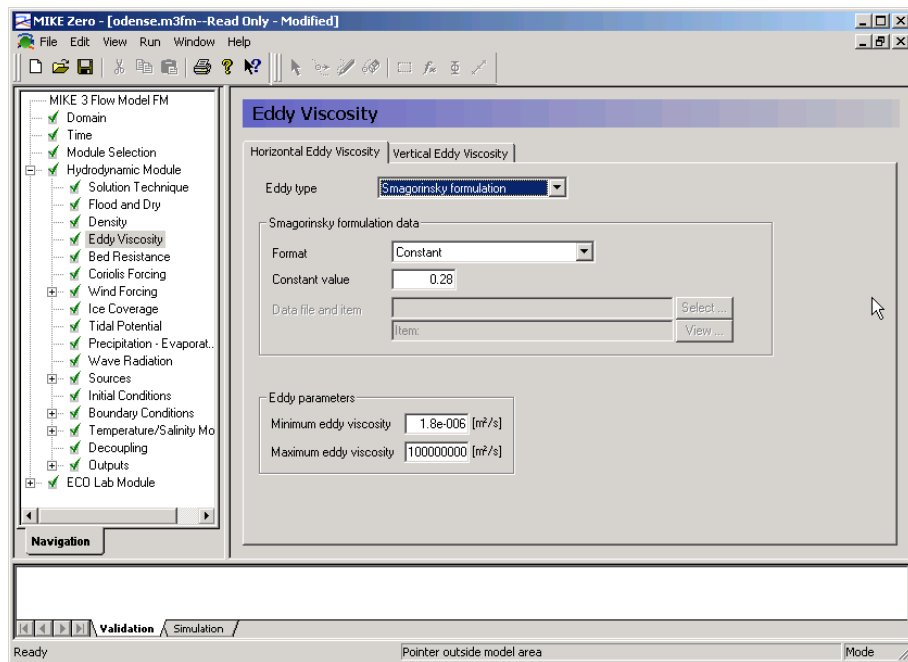 MIKE Zero - [odense.m3fm--Read Only - Modified]
File Edit View Run Window Help
MIKE 3 Flow Model FM
Domain
Time
Module Selection
Hydrodynamic Module
Solution Technique
Flood and Dry
Density
Eddy Viscosity
Bed Resistance
Coriolis Forcing
Wind Forcing
Ice Coverage
Tidal Potential
Precipitation - Evaporat..
Wave Radiation
Sources
Initial Conditions
Boundary Conditions
Temperature/Salinity Mo
Decoupling
Outputs
ECO Lab Module
Navigation
Eddy Viscosity
Horizontal Eddy Viscosity Vertical Eddy Viscosity
Eddy type Smagorinsky formulation
Smagorinsky formulation data
Format Constant
Constant value 0.28
Data file and item Select ...
Item: View ...
Eddy parameters
Minimum eddy viscosity 1.8e-006 [m²/s]
Maximum eddy viscosity 100000000 [m²/s]
Validation Simulation
Ready Pointer outside model area Mode